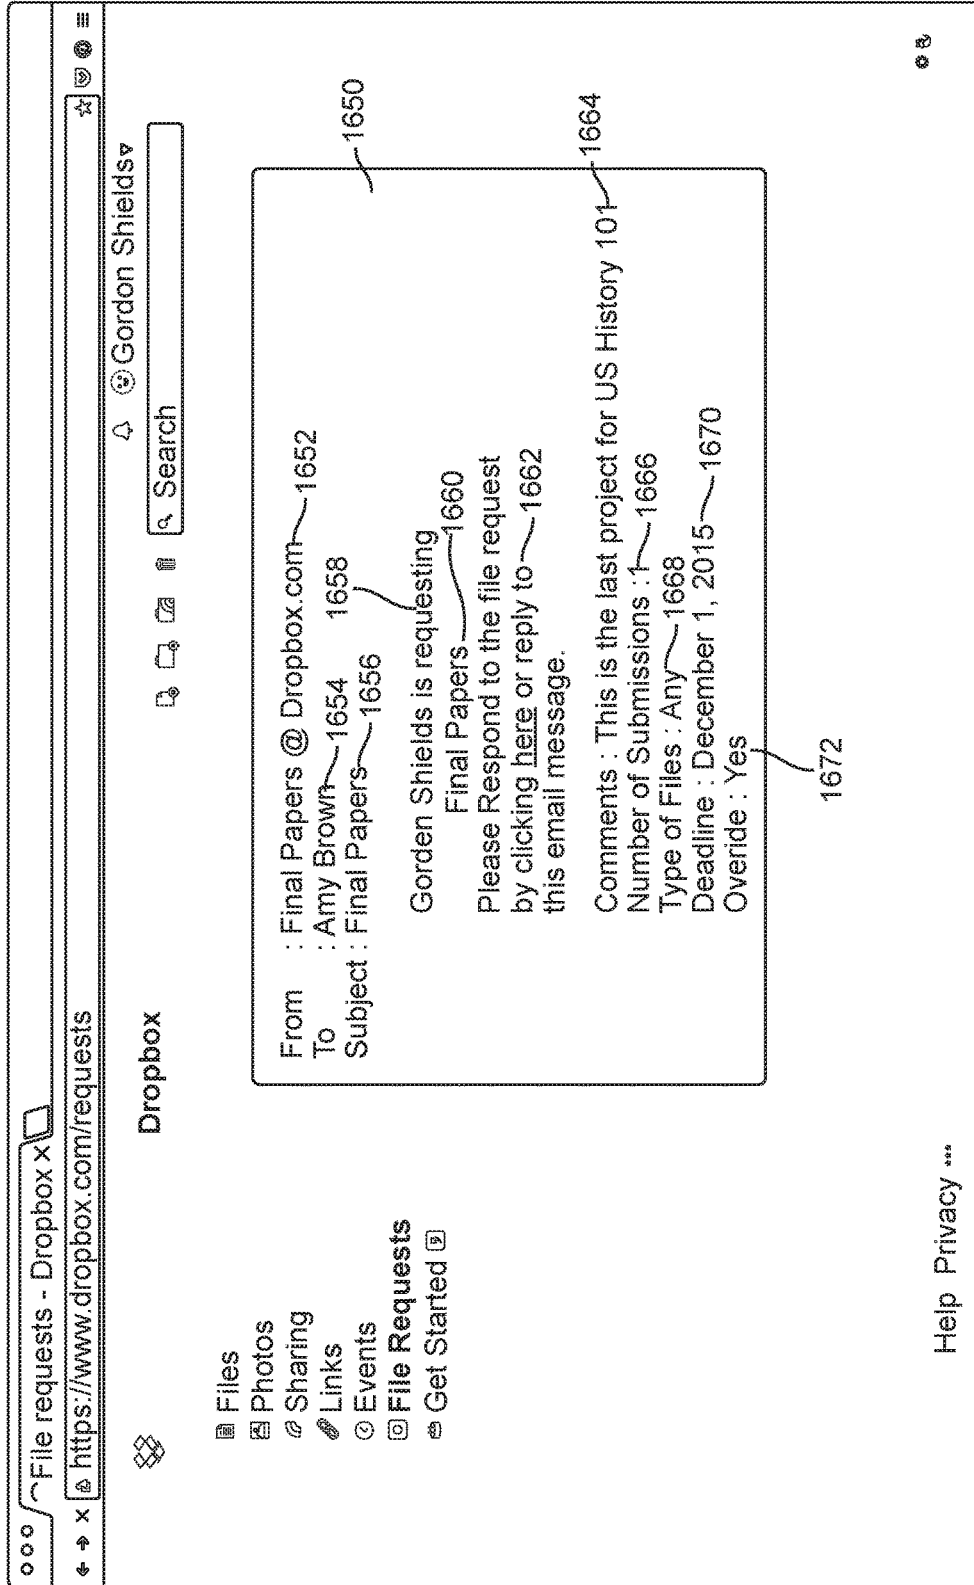 File requests - Dropbox X
https://www.dropbox.com/requests
Gordon Shields
Dropbox
Search
Files
Photos
Sharing
Links
Events
File Requests
Get Started
1650
From : Final Papers @ Dropbox.com 1652
To : Amy Brown 1654
Subject : Final Papers 1656
1658
Gorden Shields is requesting
Final Papers 1660
Please Respond to the file request
by clicking here or reply to 1662
this email message.
Comments : This is the last project for US History 101 1664
Number of Submissions :1 1666
Type of Files : Any 1668
Deadline : December 1, 2015 1670
Overide : Yes
1672
Help Privacy •••